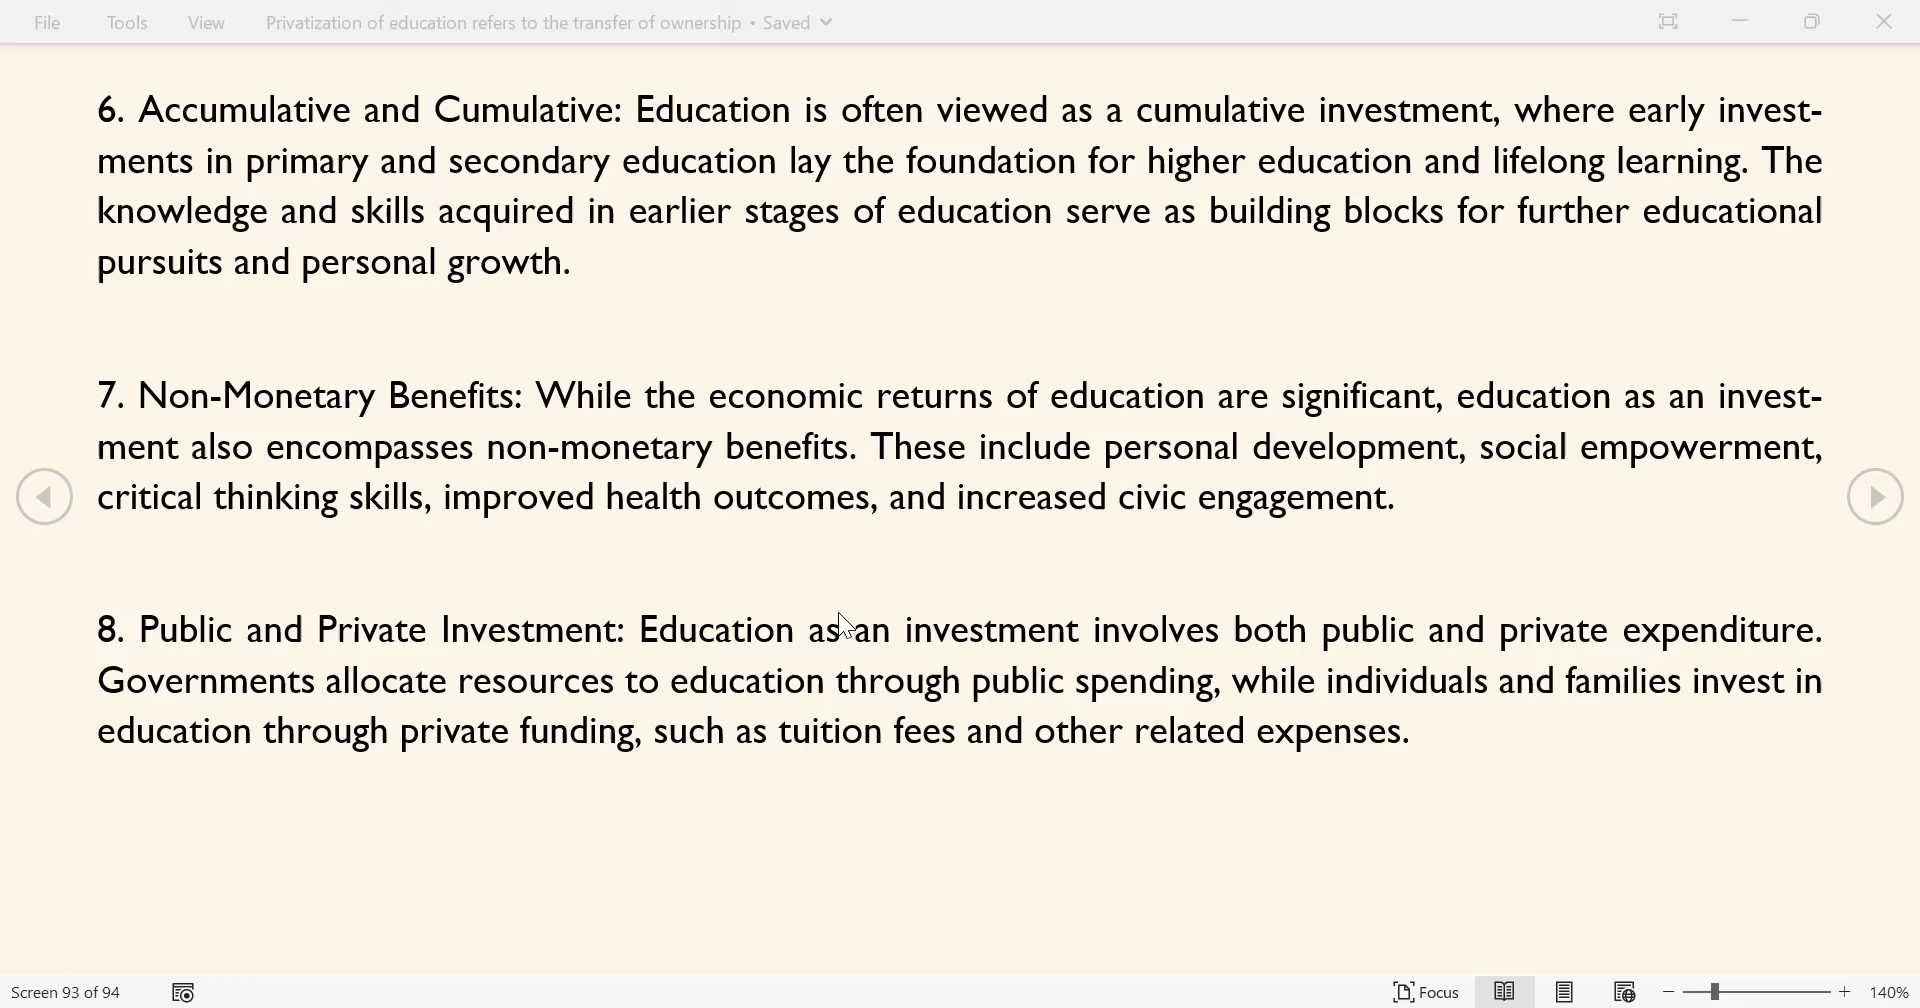 File Tools View Privatization of education refers to the transfer of ownership • Saved
6. Accumulative and Cumulative: Education is often viewed as a cumulative investment, where early invest-
ments in primary and secondary education lay the foundation for higher education and lifelong learning. The
knowledge and skills acquired in earlier stages of education serve as building blocks for further educational
pursuits and personal growth.
7. Non-Monetary Benefits: While the economic returns of education are significant, education as an invest-
ment also encompasses non-monetary benefits. These include personal development, social empowerment,
critical thinking skills, improved health outcomes, and increased civic engagement.
8. Public and Private Investment: Education as an investment involves both public and private expenditure.
Governments allocate resources to education through public spending, while individuals and families invest in
education through private funding, such as tuition fees and other related expenses.
Screen 93 of 94 Focus 140%